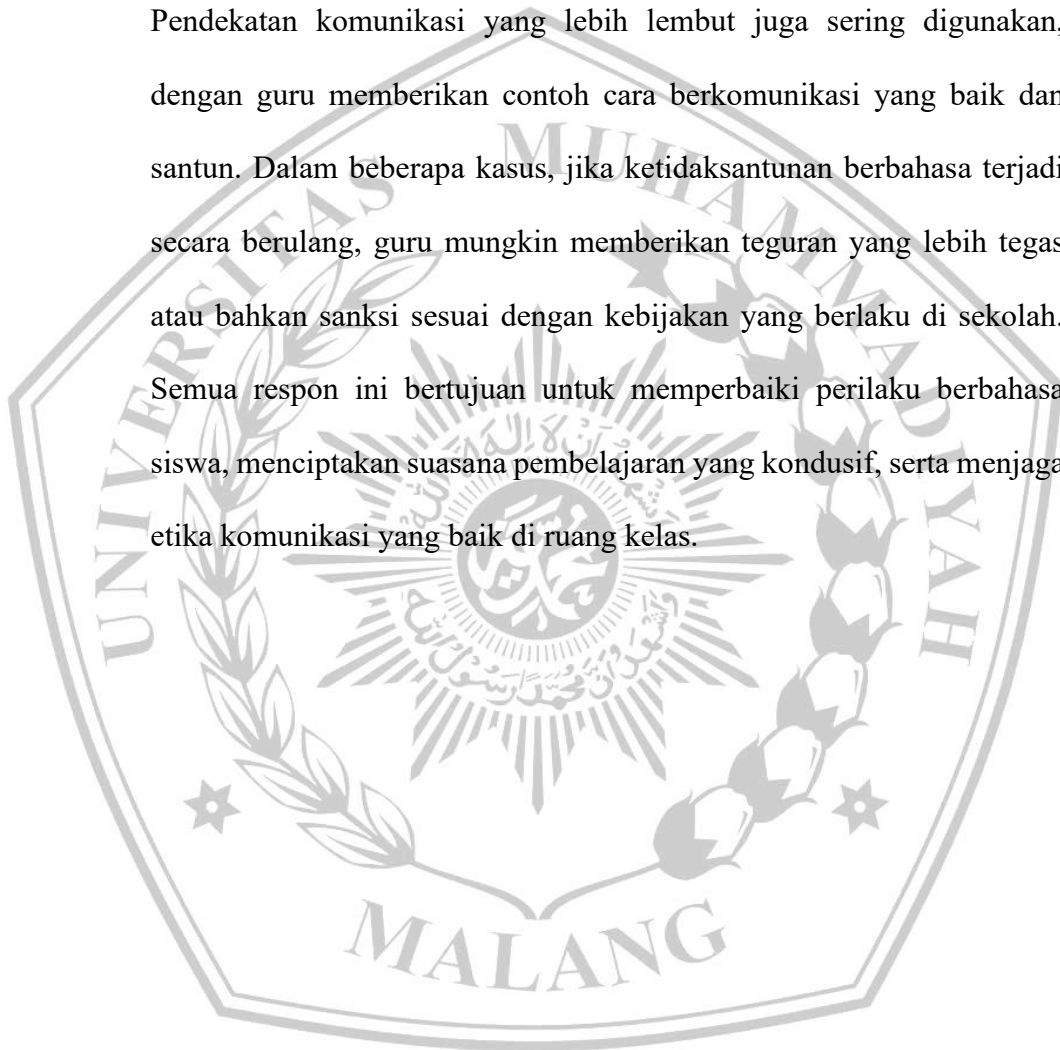 Pendekatan komunikasi yang lebih lembut juga sering digunakan,
dengan guru memberikan contoh cara berkomunikasi yang baik dan
santun. Dalam beberapa kasus, jika ketidaksantunan berbahasa terjadi
secara berulang, guru mungkin memberikan teguran yang lebih tegas
atau bahkan sanksi sesuai dengan kebijakan yang berlaku di sekolah.
Semua respon ini bertujuan untuk memperbaiki perilaku berbahasa
siswa, menciptakan suasana pembelajaran yang kondusif, serta menjaga
etika komunikasi yang baik di ruang kelas.
UNIVERSITAS MUHAMMADIYAH
MALANG